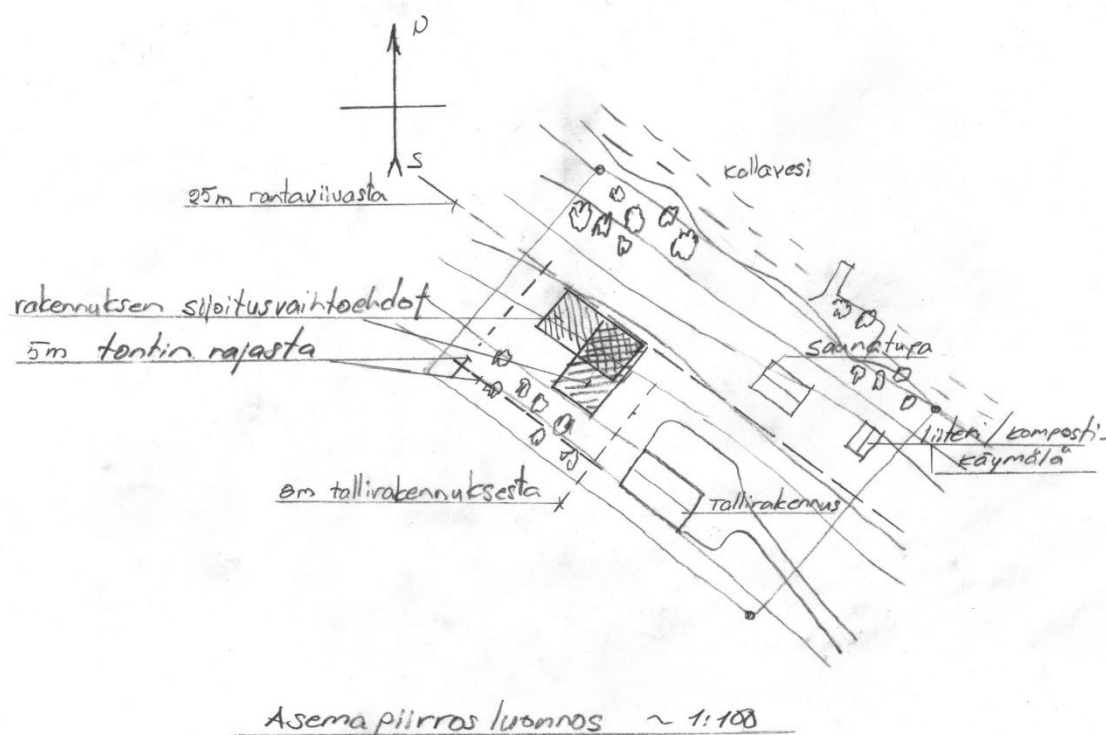 N
S
Kallavesi
25m rantaviivasta
rakennuksen sijoitusvaihtoehdot
5m tontin rajasta
saunatupa
liiteri / komposti-
käymälä
8m tallirakennuksesta
Tallirakennus
Asemapiirros luonnos ~ 1:100